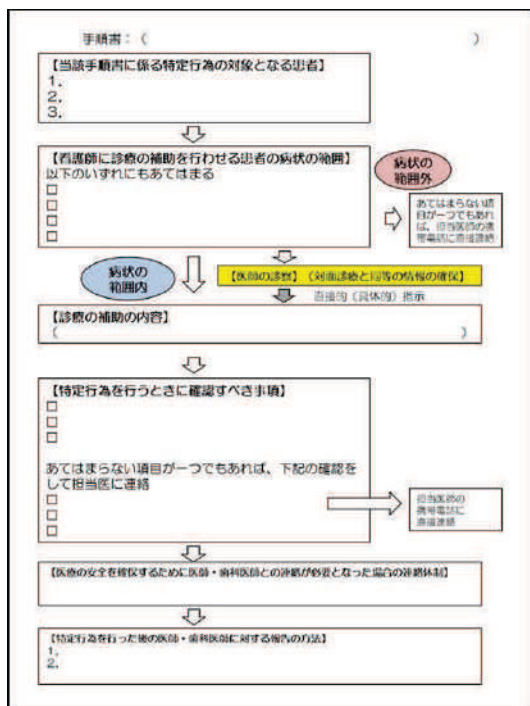 手順書：（ ）
【当該手順書に係る特定行為の対象となる患者】
1.
2.
3.
【看護師に診療の補助を行わせる患者の病状の範囲】
以下のいずれにもあてはまる
□
□
□
□
病状の
範囲外
あてはまらない項
目が一つでもあれ
ば、担当医師の携
帯電話に直接連絡
病状の
範囲内
【医師の診察】（対面診療と同等の情報の確保）
直接的（具体的）指示
【診療の補助の内容】
（ ）
【特定行為を行うときに確認すべき事項】
□
□
□
あてはまらない項目が一つでもあれば、下記の確認を
して担当医に連絡
□
□
□
担当医師の
携帯電話に
直接連絡
【医療の安全を確保するために医師・歯科医師との連絡が必要となった場合の連絡体制】
【特定行為を行った後の医師・歯科医師に対する報告の方法】
1.
2.